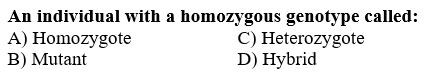 An individual with a homozygous genotype called:
A) Homozygote C) Heterozygote
B) Mutant D) Hybrid